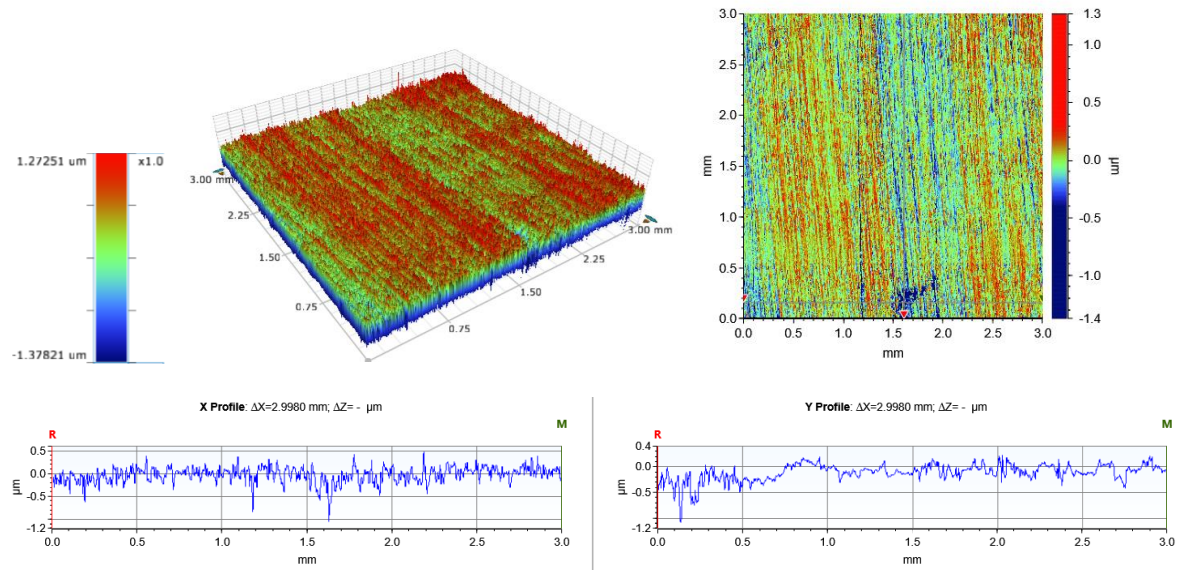 1.27251 um
x1.0
-1.37821 um
3.00 mm
2.25
1.50
0.75
0.75
1.50
2.25
3.00 mm
3.0
2.5
2.0
1.5
1.0
0.5
0.0
mm
0.0 0.5 1.0 1.5 2.0 2.5 3.0
mm
1.3
1.0
0.5
0.0
-0.5
-1.0
-1.4
µm
X Profile: ΔX=2.9980 mm; ΔZ= - µm
R
M
0.5
0.0
-0.5
-1.2
µm
0.0 0.5 1.0 1.5 2.0 2.5 3.0
mm
Y Profile: ΔX=2.9980 mm; ΔZ= - µm
R
M
0.4
0.0
-0.5
-1.2
µm
0.0 0.5 1.0 1.5 2.0 2.5 3.0
mm